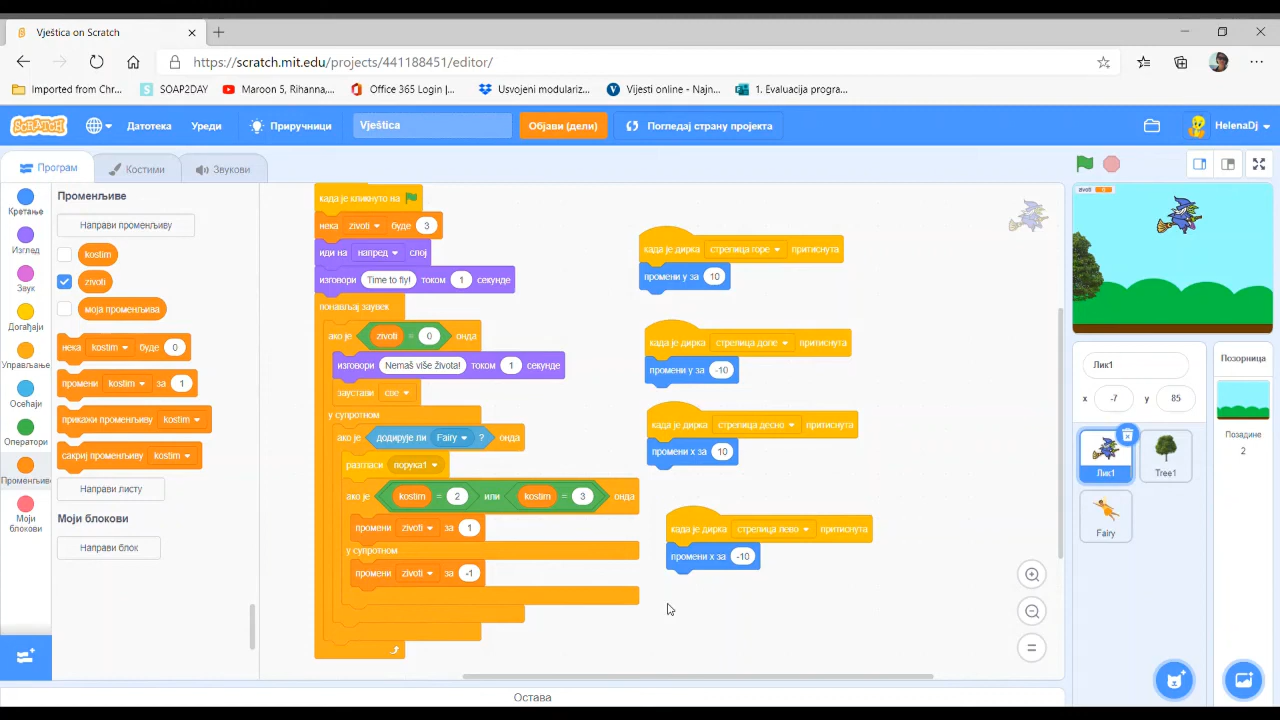 Vještica on Scratch
https://scratch.mit.edu/projects/441188451/editor/
Imported from Chr...
SOAP2DAY
Maroon 5, Rihanna,...
Office 365 Login |...
Usvojeni modulariz...
Vijesti online - Najn...
1. Evaluacija progra...
SCRATCH
Датотека
Уреди
Приручници
Vještica
Објави (дели)
Погледај страну пројекта
HelenaDj
Програм
Костими
Звукови
Кретање
Изглед
Звук
Догађаји
Управљање
Осећаји
Оператори
Променљиве
Моји блокови
Променљиве
Направи променљиву
kostim
zivoti
моја променљива
нека kostim буде 0
промени kostim за 1
прикажи променљиву kostim
сакриј променљиву kostim
Направи листу
Моји блокови
Направи блок
када је кликнуто на
нека zivoti буде 3
иди на напред слој
изговори Time to fly! током 1 секунде
понављај заувек
ако је zivoti = 0 онда
изговори Nemaš više života! током 1 секунде
заустави све
у супротном
ако је додирује ли Fairy ? онда
разгласи порука1
ако је kostim = 2 или kostim = 3 онда
промени zivoti за 1
у супротном
промени zivoti за -1
када је дирка стрелица горе притиснута
промени y за 10
када је дирка стрелица доле притиснута
промени y за -10
када је дирка стрелица десно притиснута
промени x за 10
када је дирка стрелица лево притиснута
промени x за -10
zivoti
Лик1
x -7 y 85
Лик1
Tree1
Fairy
Позорница
Позадине
2
Остава